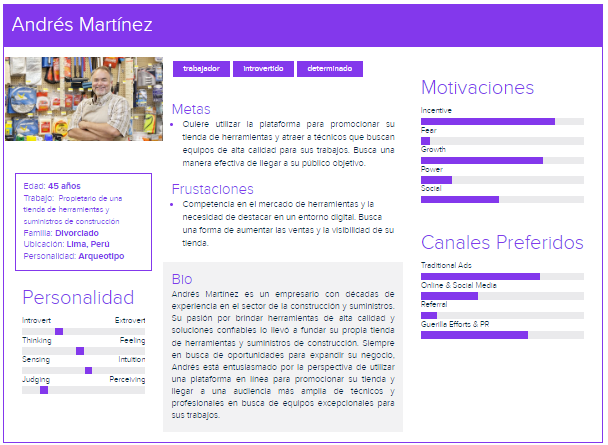 Andrés Martínez
trabajador introvertido determinado
Metas
Quiere utilizar la plataforma para promocionar su
tienda de herramientas y atraer a técnicos que buscan
equipos de alta calidad para sus trabajos. Busca una
manera efectiva de llegar a su público objetivo.
Frustaciones
Competencia en el mercado de herramientas y la
necesidad de destacar en un entorno digital. Busca
una forma de aumentar las ventas y la visibilidad de su
tienda.
Edad: 45 años
Trabajo: Propietario de una
tienda de herramientas y
suministros de construcción
Familia: Divorciado
Ubicación: Lima, Perú
Personalidad: Arqueotipo
Personalidad
Introvert Extrovert
Thinking Feeling
Sensing Intuition
Judging Perceiving
Bio
Andrés Martínez es un empresario con décadas de
experiencia en el sector de la construcción y suministros.
Su pasión por brindar herramientas de alta calidad y
soluciones confiables lo llevó a fundar su propia tienda
de herramientas y suministros de construcción. Siempre
en busca de oportunidades para expandir su negocio,
Andrés está entusiasmado por la perspectiva de utilizar
una plataforma en línea para promocionar su tienda y
llegar a una audiencia más amplia de técnicos y
profesionales en busca de equipos excepcionales para
sus trabajos.
Motivaciones
Incentive
Fear
Growth
Power
Social
Canales Preferidos
Traditional Ads
Online & Social Media
Referral
Guerilla Efforts & PR